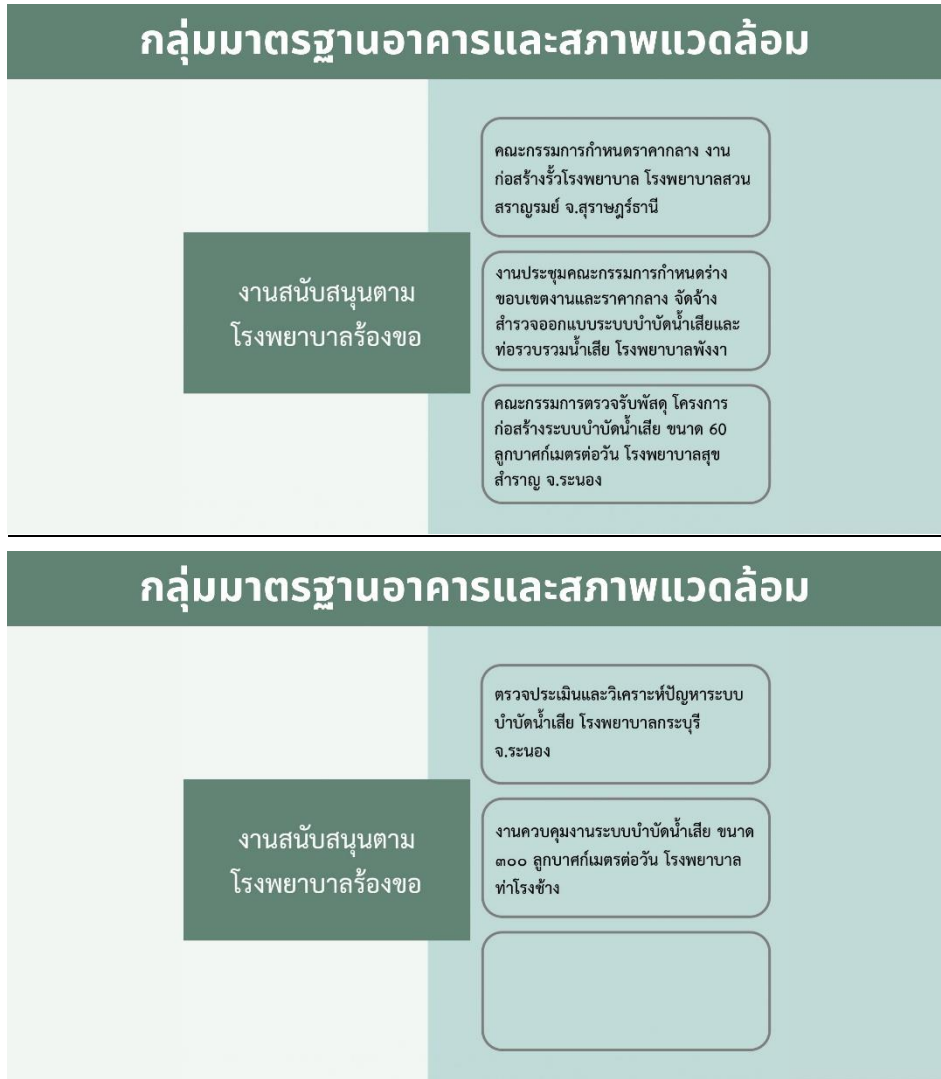 กลุ่มมาตรฐานอาคารและสภาพแวดล้อม
งานสนับสนุนตาม
โรงพยาบาลร้องขอ
คณะกรรมการกำหนดราคากลาง งาน
ก่อสร้างรั้วโรงพยาบาล โรงพยาบาลสวน
สราญรมย์ จ.สุราษฎร์ธานี
งานประชุมคณะกรรมการกำหนดร่าง
ขอบเขตงานและราคากลาง จัดจ้าง
สำรวจออกแบบระบบบำบัดน้ำเสียและ
ท่อรวบรวมน้ำเสีย โรงพยาบาลพังงา
คณะกรรมการตรวจรับพัสดุ โครงการ
ก่อสร้างระบบบำบัดน้ำเสีย ขนาด 60
ลูกบาศก์เมตรต่อวัน โรงพยาบาลสุข
สำราญ จ.ระนอง
กลุ่มมาตรฐานอาคารและสภาพแวดล้อม
งานสนับสนุนตาม
โรงพยาบาลร้องขอ
ตรวจประเมินและวิเคราะห์ปัญหาระบบ
บำบัดน้ำเสีย โรงพยาบาลกระบุรี
จ.ระนอง
งานควบคุมงานระบบบำบัดน้ำเสีย ขนาด
๓๐๐ ลูกบาศก์เมตรต่อวัน โรงพยาบาล
ท่าโรงช้าง